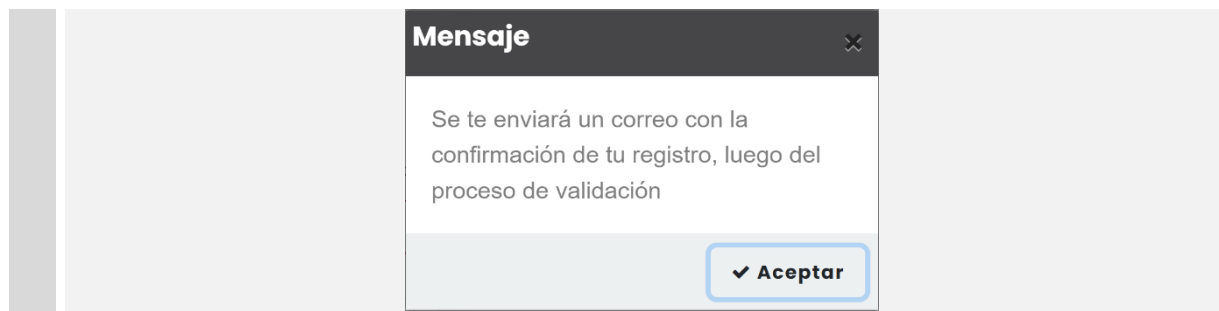 Mensaje
Se te enviará un correo con la
confirmación de tu registro, luego del
proceso de validación
Aceptar